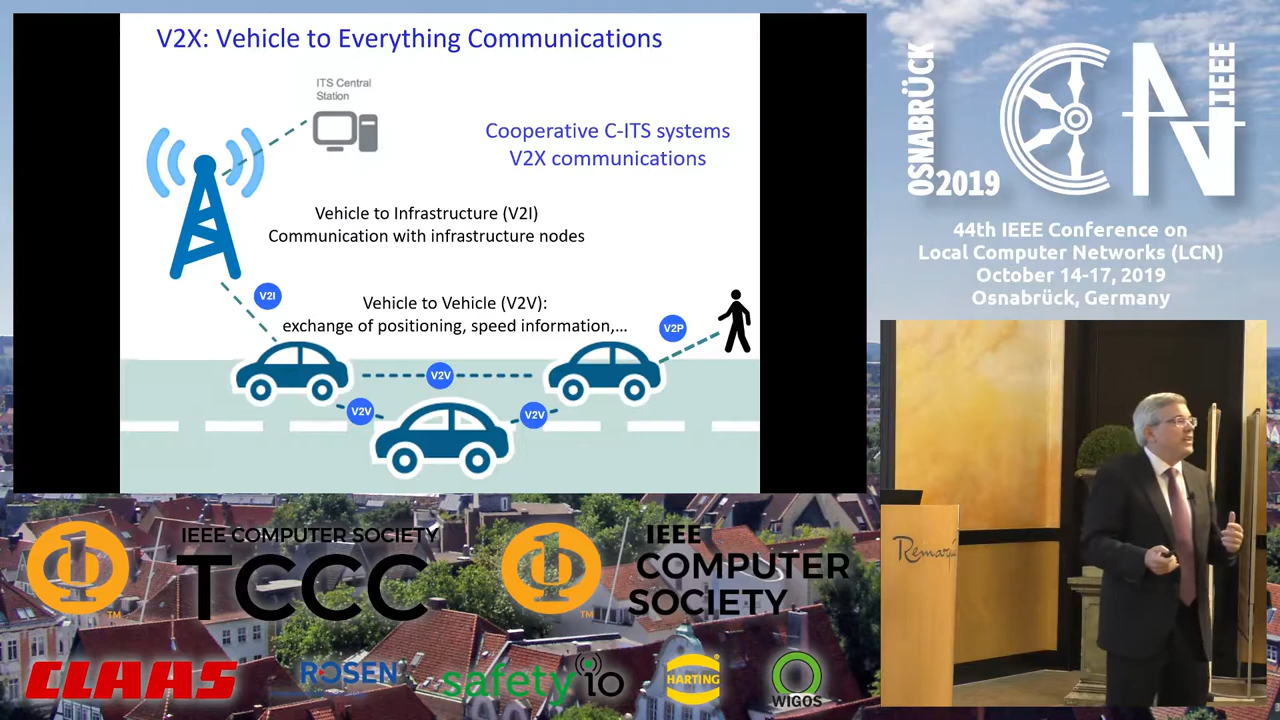 V2X: Vehicle to Everything Communications
ITS Central
Station
Cooperative C-ITS systems
V2X communications
Vehicle to Infrastructure (V2I)
Communication with infrastructure nodes
V2I
Vehicle to Vehicle (V2V):
exchange of positioning, speed information,...
V2P
V2V
V2V
V2V
OSNABRÜCK
2019
CN
IEEE
44th IEEE Conference on
Local Computer Networks (LCN)
October 14-17, 2019
Osnabrück, Germany
IEEE COMPUTER SOCIETY
TCCC
TM
IEEE
COMPUTER
SOCIETY
TM
CLAAS
ROSEN
safety io
HARTING
WIGOS